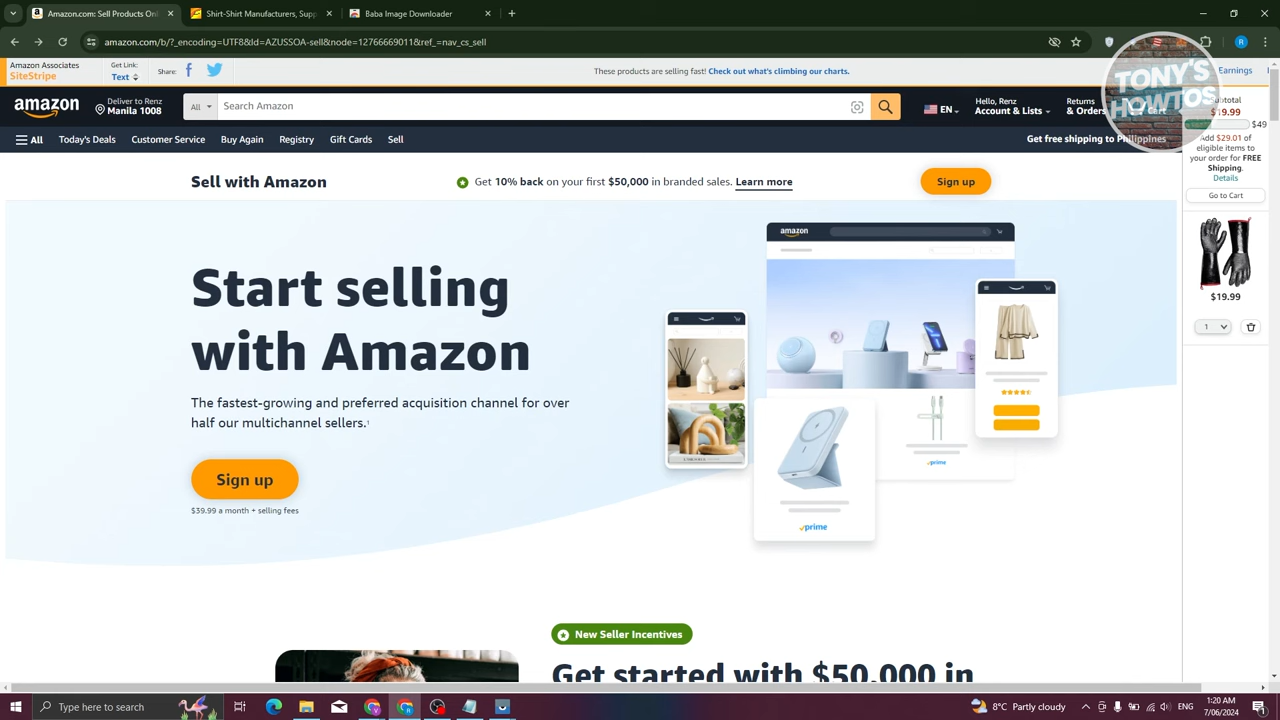 Amazon.com: Sell Products Onl
Shirt-Shirt Manufacturers, Supp
Baba Image Downloader
amazon.com/b/?_encoding=UTF8&ld=AZUSSOA-sell&node=12766669011&ref_=nav_cs_sell
R
Amazon Associates
SiteStripe
Get Link:
Text
Share:
These products are selling fast! Check out what's climbing our charts.
Earnings
TONY'S
HOWTOS
amazon
Deliver to Renz
Manila 1008
All
Search Amazon
EN
Hello, Renz
Account & Lists
Returns
& Orders
Cart
All
Today's Deals
Customer Service
Buy Again
Registry
Gift Cards
Sell
Get free shipping to Philippines
$49
Add $29.01 of
eligible items to
your order for FREE
Shipping.
Details
Go to Cart
$19.99
1
Sell with Amazon
Get 10% back on your first $50,000 in branded sales. Learn more
Sign up
Start selling
with Amazon
The fastest-growing and preferred acquisition channel for over
half our multichannel sellers.¹
Sign up
$39.99 a month + selling fees
amazon
prime
prime
New Seller Incentives
Get started with $50,000 in
Type here to search
8°C Partly cloudy
ENG
1:20 AM
7/06/2024